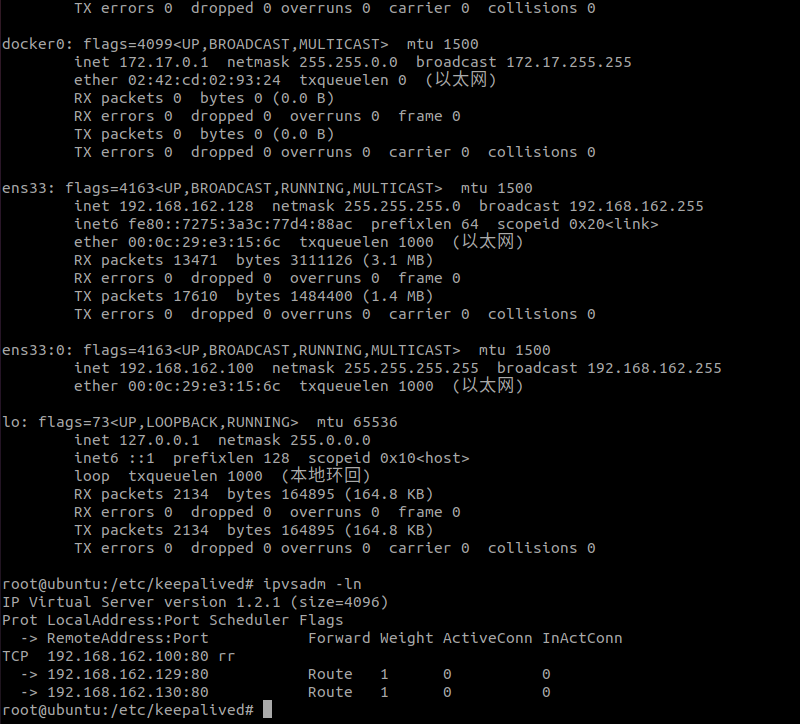 TX errors 0  dropped 0 overruns 0  carrier 0  collisions 0
docker0: flags=4099<UP,BROADCAST,MULTICAST>  mtu 1500
inet 172.17.0.1  netmask 255.255.0.0  broadcast 172.17.255.255
ether 02:42:cd:02:93:24  txqueuelen 0  (以太网)
RX packets 0  bytes 0 (0.0 B)
RX errors 0  dropped 0  overruns 0  frame 0
TX packets 0  bytes 0 (0.0 B)
TX errors 0  dropped 0 overruns 0  carrier 0  collisions 0
ens33: flags=4163<UP,BROADCAST,RUNNING,MULTICAST>  mtu 1500
inet 192.168.162.128  netmask 255.255.255.0  broadcast 192.168.162.255
inet6 fe80::7275:3a3c:77d4:88ac  prefixlen 64  scopeid 0x20<link>
ether 00:0c:29:e3:15:6c  txqueuelen 1000  (以太网)
RX packets 13471  bytes 3111126 (3.1 MB)
RX errors 0  dropped 0  overruns 0  frame 0
TX packets 17610  bytes 1484400 (1.4 MB)
TX errors 0  dropped 0 overruns 0  carrier 0  collisions 0
ens33:0: flags=4163<UP,BROADCAST,RUNNING,MULTICAST>  mtu 1500
inet 192.168.162.100  netmask 255.255.255.255  broadcast 192.168.162.255
ether 00:0c:29:e3:15:6c  txqueuelen 1000  (以太网)
lo: flags=73<UP,LOOPBACK,RUNNING>  mtu 65536
inet 127.0.0.1  netmask 255.0.0.0
inet6 ::1  prefixlen 128  scopeid 0x10<host>
loop  txqueuelen 1000  (本地环回)
RX packets 2134  bytes 164895 (164.8 KB)
RX errors 0  dropped 0  overruns 0  frame 0
TX packets 2134  bytes 164895 (164.8 KB)
TX errors 0  dropped 0 overruns 0  carrier 0  collisions 0
root@ubuntu:/etc/keepalived# ipvsadm -ln
IP Virtual Server version 1.2.1 (size=4096)
Prot LocalAddress:Port Scheduler Flags
-> RemoteAddress:Port           Forward Weight ActiveConn InActConn
TCP  192.168.162.100:80 rr
-> 192.168.162.129:80           Route   1      0          0
-> 192.168.162.130:80           Route   1      0          0
root@ubuntu:/etc/keepalived#